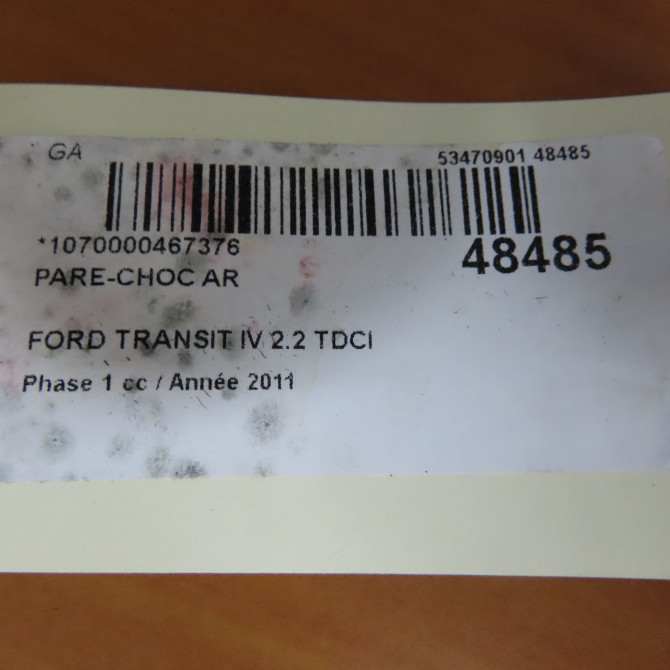 GA
53470901 48485
*1070000467376
48485
PARE-CHOC AR
FORD TRANSIT IV 2.2 TDCI
Phase 1 cc / Année 2011